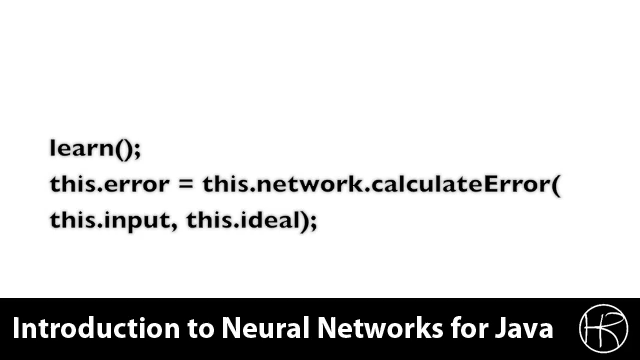 learn();
this.error = this.network.calculateError(
this.input, this.ideal);
Introduction to Neural Networks for Java